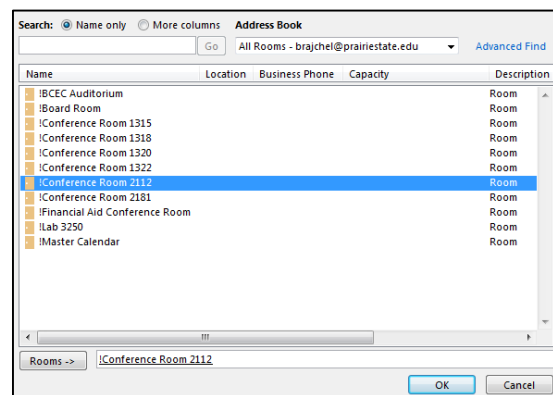 Search: Name only More columns Address Book
Go All Rooms - brajchel@prairiestate.edu Advanced Find
Name Location Business Phone Capacity Description
!BCEC Auditorium Room
!Board Room Room
!Conference Room 1315 Room
!Conference Room 1318 Room
!Conference Room 1320 Room
!Conference Room 1322 Room
!Conference Room 2112 Room
!Conference Room 2181 Room
!Financial Aid Conference Room Room
!Lab 3250 Room
!Master Calendar Room
Rooms -> !Conference Room 2112
OK Cancel